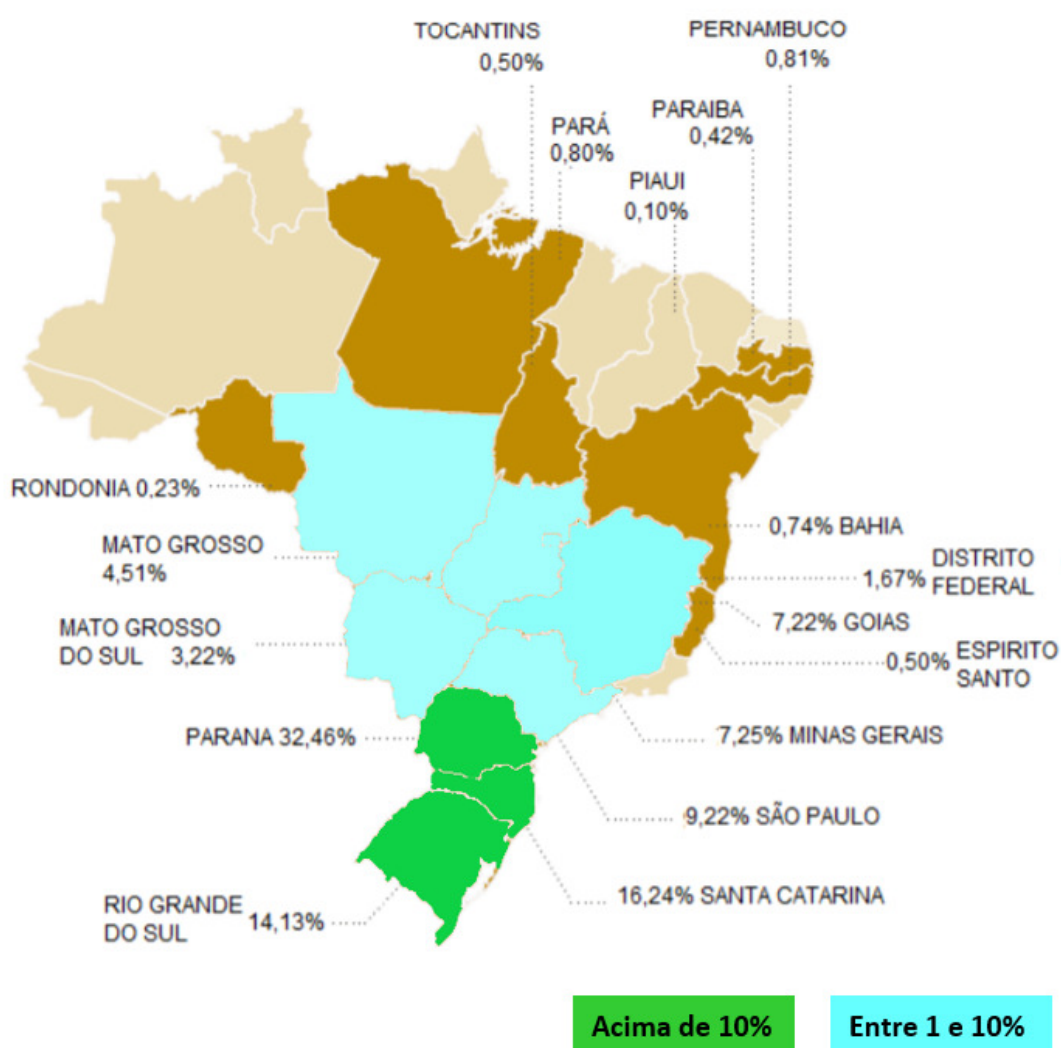 TOCANTINS
0,50%
PERNAMBUCO
0,81%
PARÁ
0,80%
PARAIBA
0,42%
PIAUI
0,10%
RONDONIA 0,23%
0,74% BAHIA
MATO GROSSO
4,51%
1,67% DISTRITO
FEDERAL
7,22% GOIAS
MATO GROSSO
DO SUL 3,22%
0,50% ESPIRITO
SANTO
PARANA 32,46%
7,25% MINAS GERAIS
9,22% SÃO PAULO
16,24% SANTA CATARINA
RIO GRANDE
DO SUL 14,13%
Acima de 10%
Entre 1 e 10%